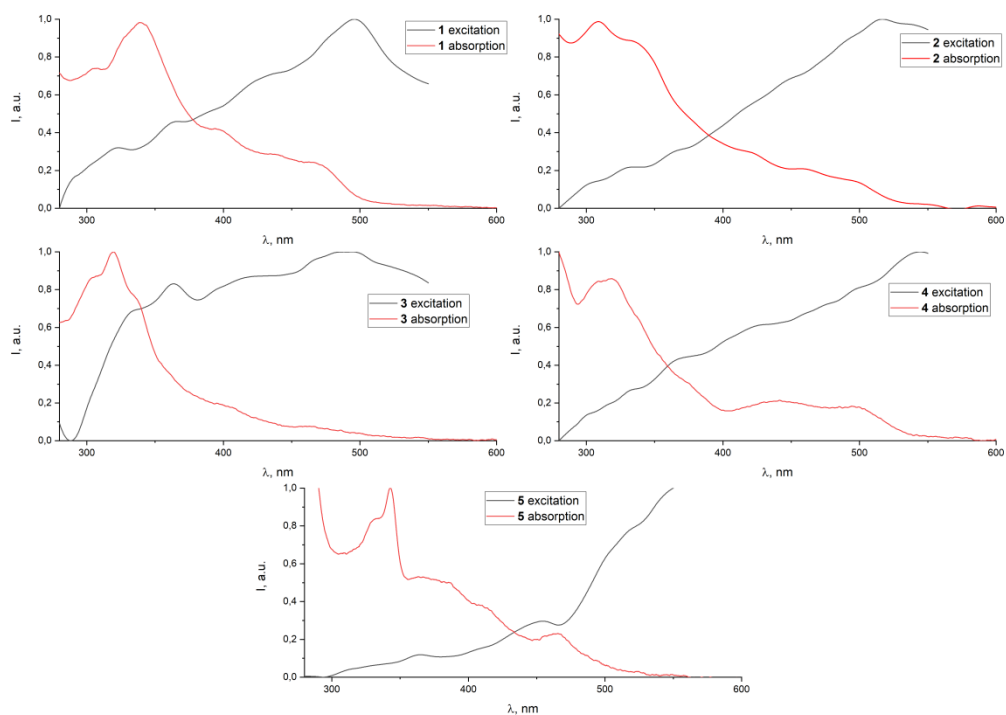 1 excitation
1 absorption
I, a.u.
1,0
0,8
0,6
0,4
0,2
0,0
300 400 500 600
λ, nm
2 excitation
2 absorption
I, a.u.
1,0
0,8
0,6
0,4
0,2
0,0
300 400 500 600
λ, nm
3 excitation
3 absorption
I, a.u.
1,0
0,8
0,6
0,4
0,2
0,0
300 400 500 600
λ, nm
4 excitation
4 absorption
I, a.u.
1,0
0,8
0,6
0,4
0,2
0,0
300 400 500 600
λ, nm
5 excitation
5 absorption
I, a.u.
1,0
0,8
0,6
0,4
0,2
0,0
300 400 500 600
λ, nm